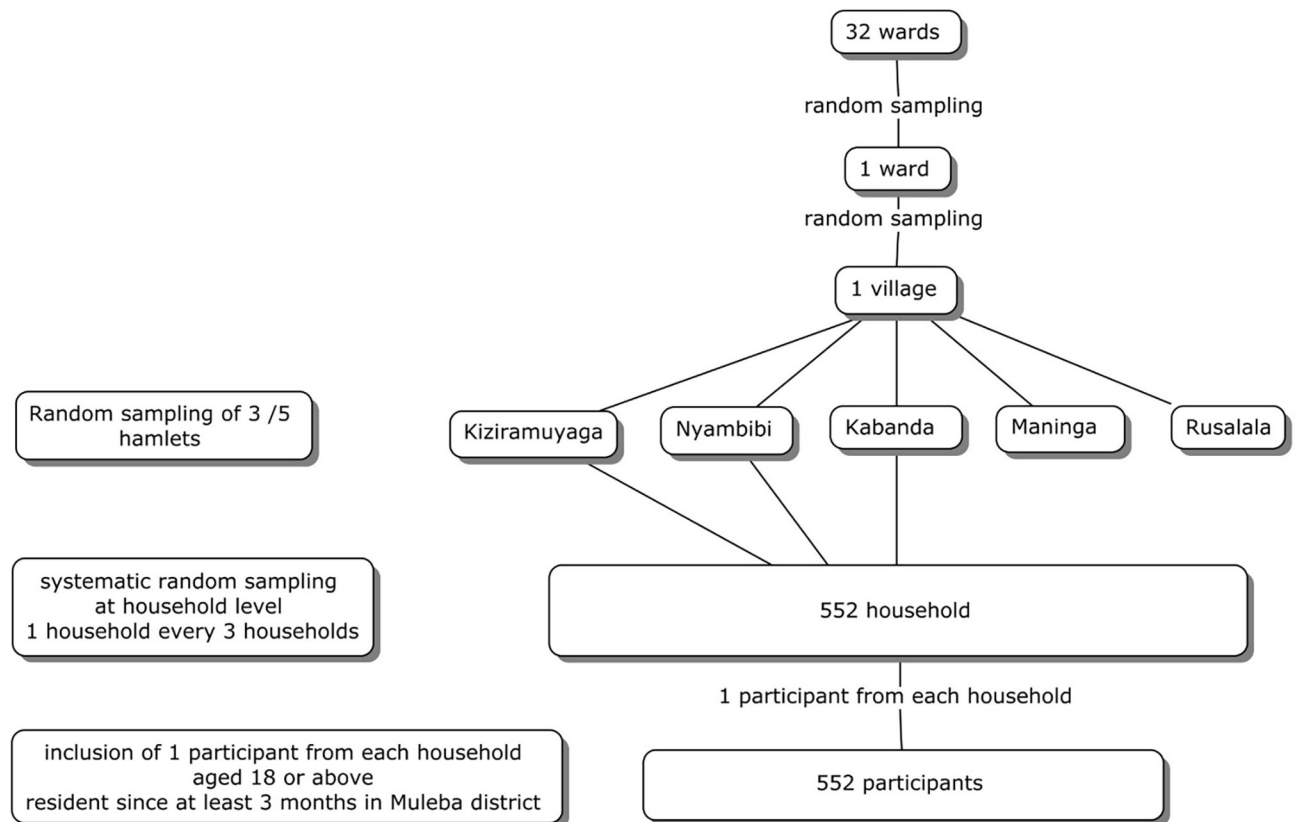 32 wards
random sampling
1 ward
random sampling
1 village
Random sampling of 3 /5
hamlets
Kiziramuyaga
Nyambibi
Kabanda
Maninga
Rusalala
systematic random sampling
at household level
1 household every 3 households
552 household
1 participant from each household
inclusion of 1 participant from each household
aged 18 or above
resident since at least 3 months in Muleba district
552 participants